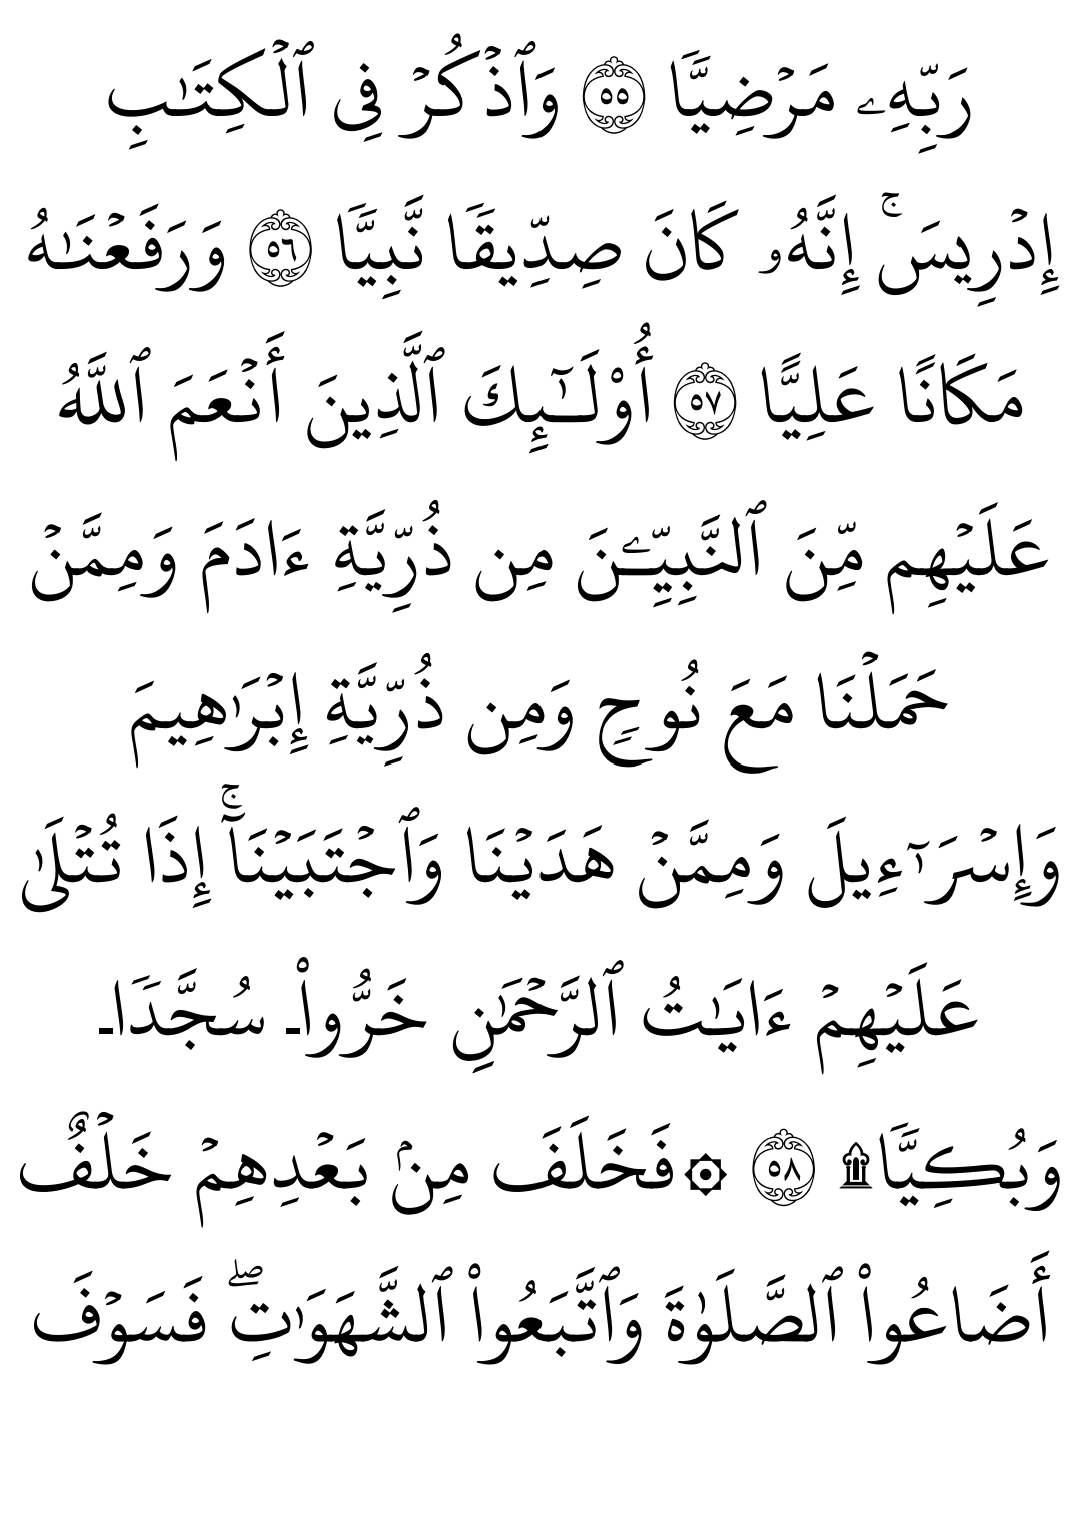 رَبِّهِۦ مَرۡضِيَّٗا ٥٥ وَٱذۡكُرۡ فِي ٱلۡكِتَٰبِ
إِدۡرِيسَۚ إِنَّهُۥ كَانَ صِدِّيقٗا نَّبِيّٗا ٥٦ وَرَفَعۡنَٰهُ
مَكَانًا عَلِيًّا ٥٧ أُوْلَٰٓئِكَ ٱلَّذِينَ أَنۡعَمَ ٱللَّهُ
عَلَيۡهِم مِّنَ ٱلنَّبِيِّـۧنَ مِن ذُرِّيَّةِ ءَادَمَ وَمِمَّنۡ
حَمَلۡنَا مَعَ نُوحٖ وَمِن ذُرِّيَّةِ إِبۡرَٰهِيمَ
وَإِسۡرَٰٓءِيلَ وَمِمَّنۡ هَدَيۡنَا وَٱجۡتَبَيۡنَآۚ إِذَا تُتۡلَىٰ
عَلَيۡهِمۡ ءَايَٰتُ ٱلرَّحۡمَٰنِ خَرُّواْۤ سُجَّدٗاۤ
وَبُكِيّٗا۩ ٥٨ ۞فَخَلَفَ مِنۢ بَعۡدِهِمۡ خَلۡفٌ
أَضَاعُواْ ٱلصَّلَوٰةَ وَٱتَّبَعُواْ ٱلشَّهَوَٰتِۖ فَسَوۡفَ